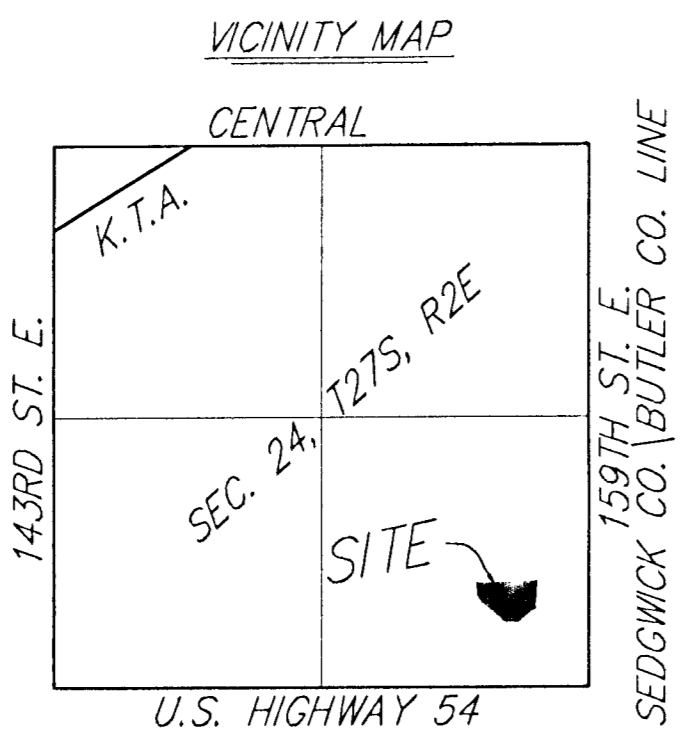 VICINITY MAP
CENTRAL
K.T.A.
143RD ST. E.
SEC. 24, T27S, R2E
SITE
159TH ST. E.
SEDGWICK CO. \ BUTLER CO. LINE
U.S. HIGHWAY 54